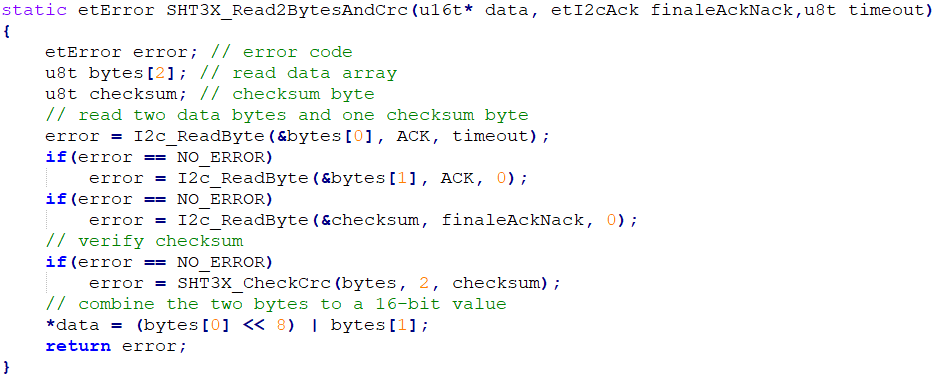 static etError SHT3X_Read2BytesAndCrc(u16t* data, etI2cAck finaleAckNack,u8t timeout)
{
    etError error; // error code
    u8t bytes[2]; // read data array
    u8t checksum; // checksum byte
    // read two data bytes and one checksum byte
    error = I2c_ReadByte(&bytes[0], ACK, timeout);
    if(error == NO_ERROR)
        error = I2c_ReadByte(&bytes[1], ACK, 0);
    if(error == NO_ERROR)
        error = I2c_ReadByte(&checksum, finaleAckNack, 0);
    // verify checksum
    if(error == NO_ERROR)
        error = SHT3X_CheckCrc(bytes, 2, checksum);
    // combine the two bytes to a 16-bit value
    *data = (bytes[0] << 8) | bytes[1];
    return error;
}